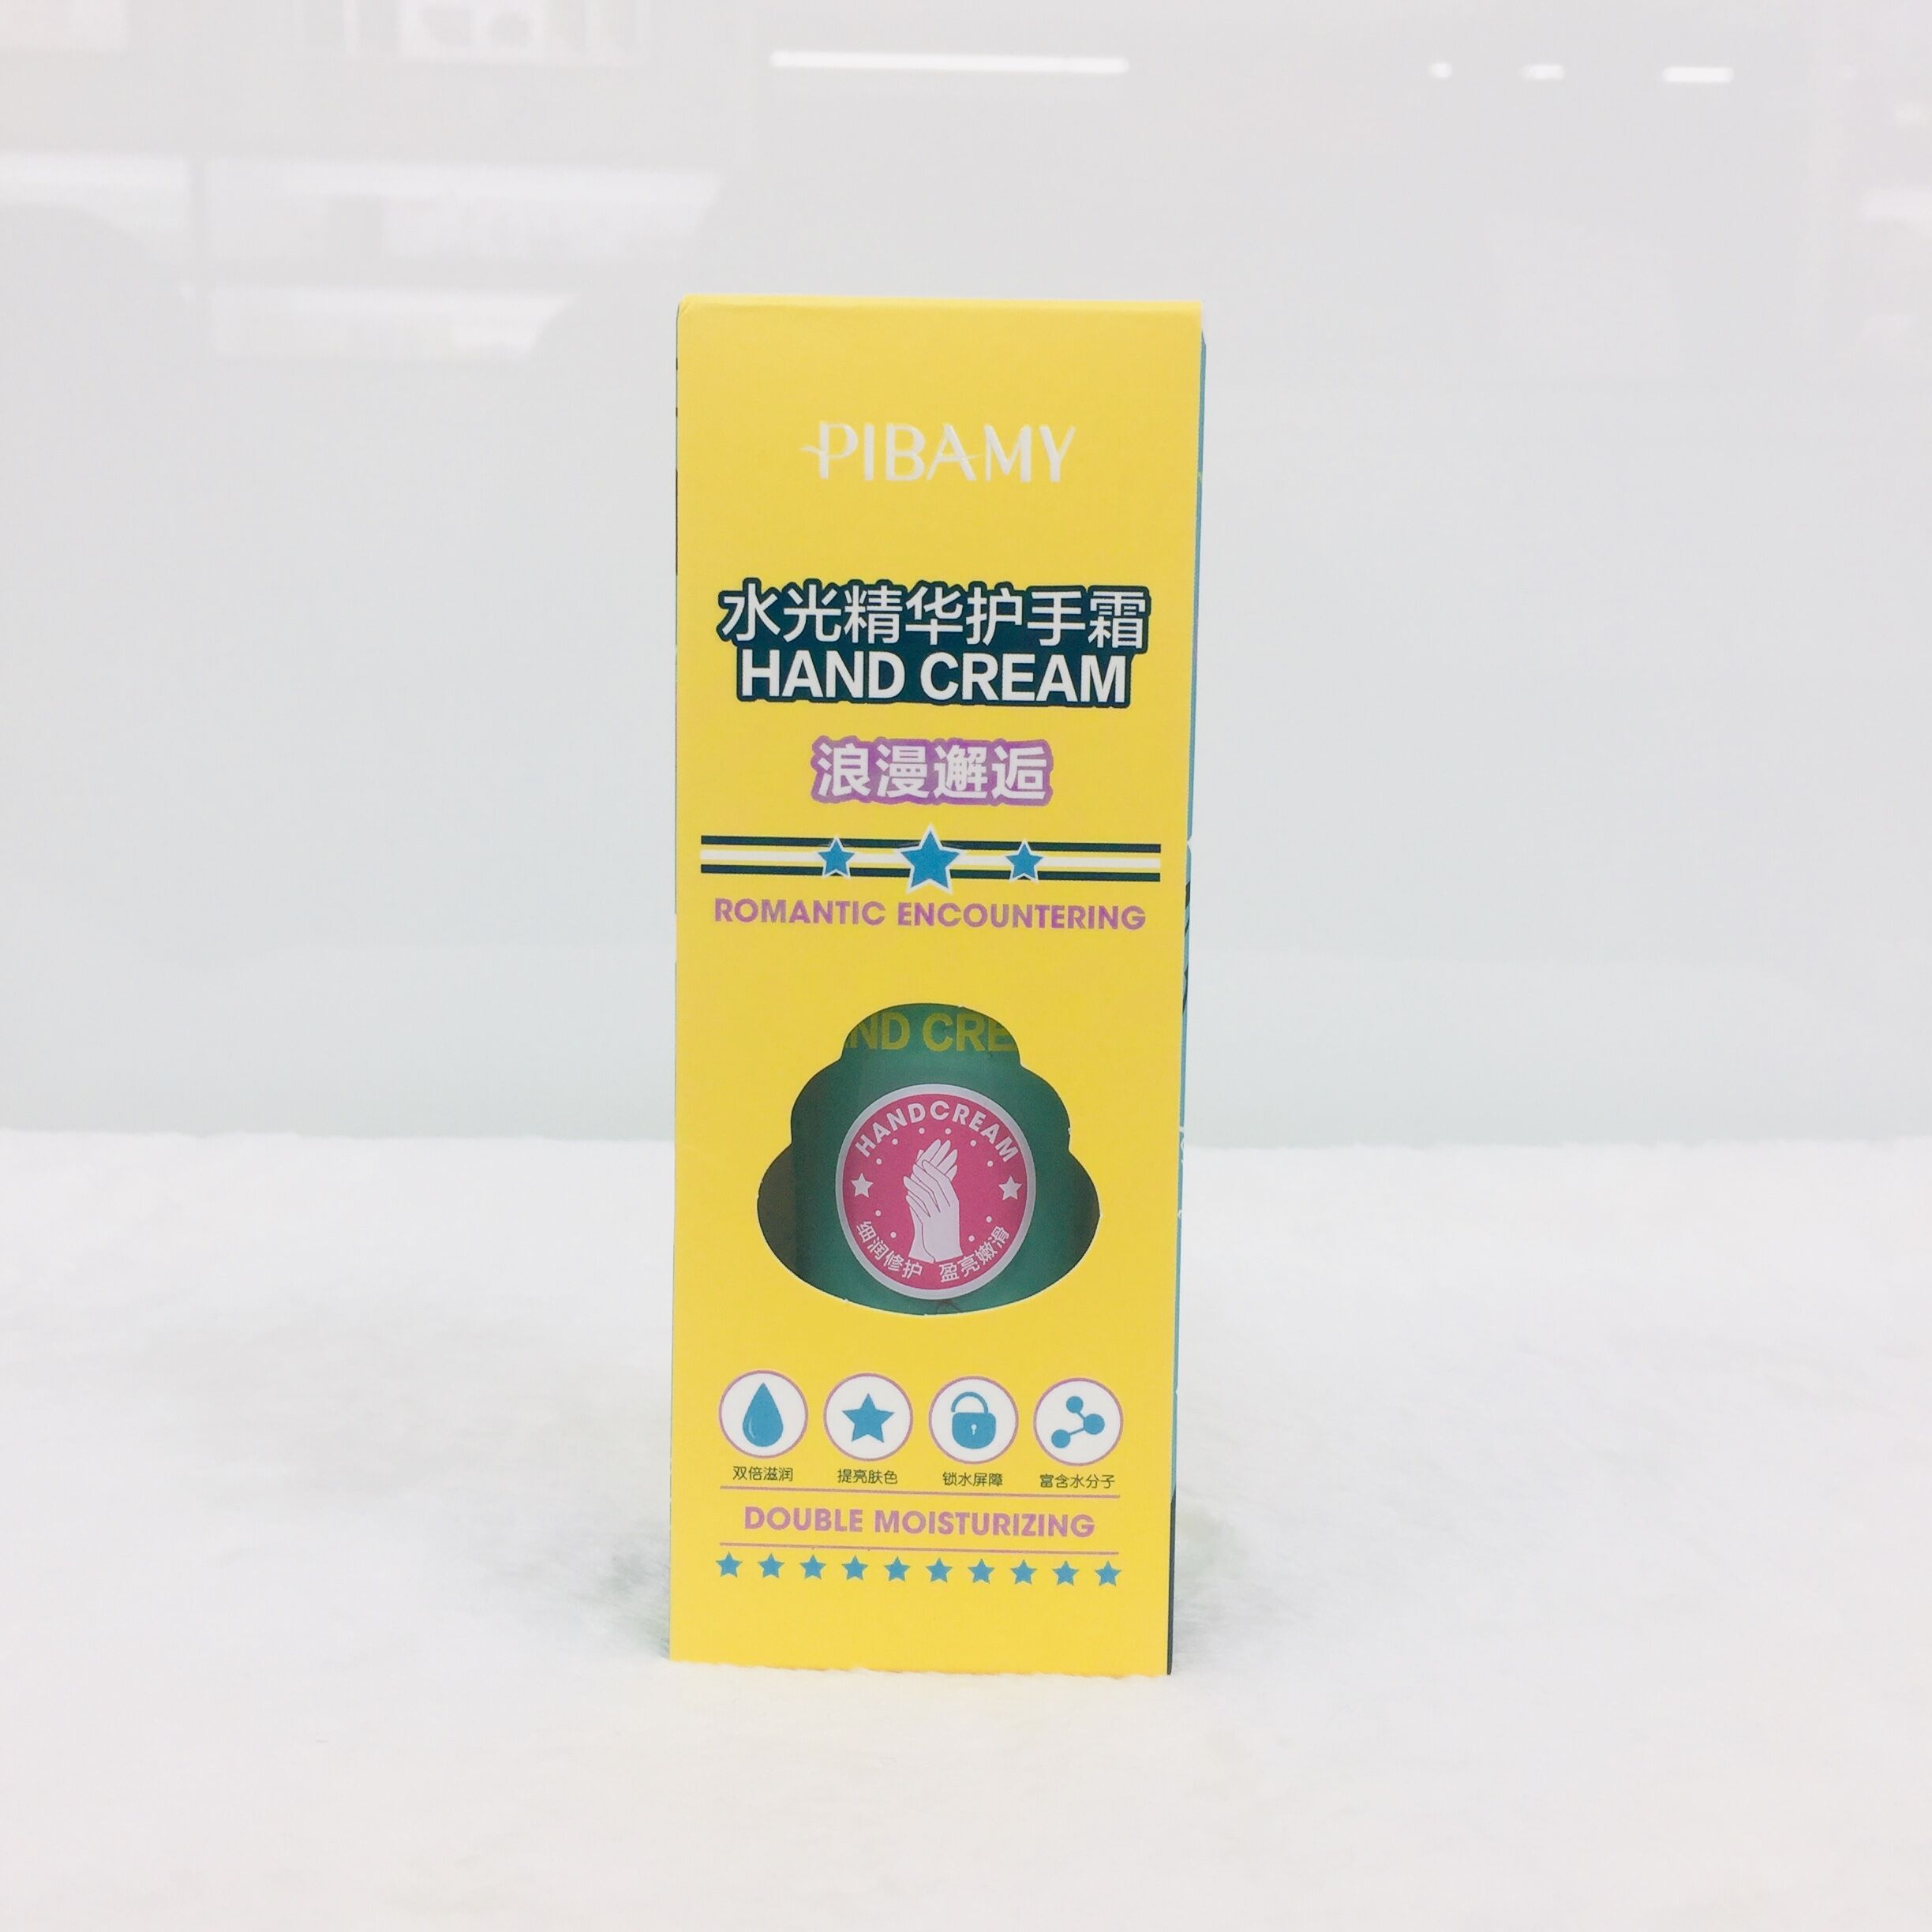 PIBAMY
水光精华护手霜
HAND CREAM
浪漫邂逅
ROMANTIC ENCOUNTERING
ND CRE
HANDCREAM
细润修护 盈亮嫩滑
双倍滋润 提亮肤色 锁水屏障 富含水分子
DOUBLE MOISTURIZING